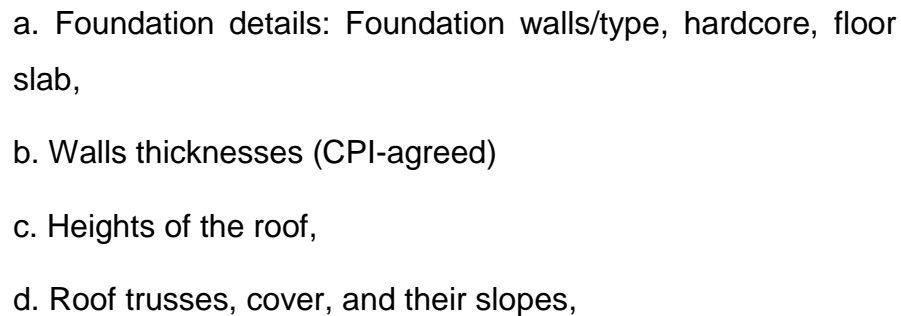 a. Foundation details: Foundation walls/type, hardcore, floor
slab,
b. Walls thicknesses (CPI-agreed)
c. Heights of the roof,
d. Roof trusses, cover, and their slopes,